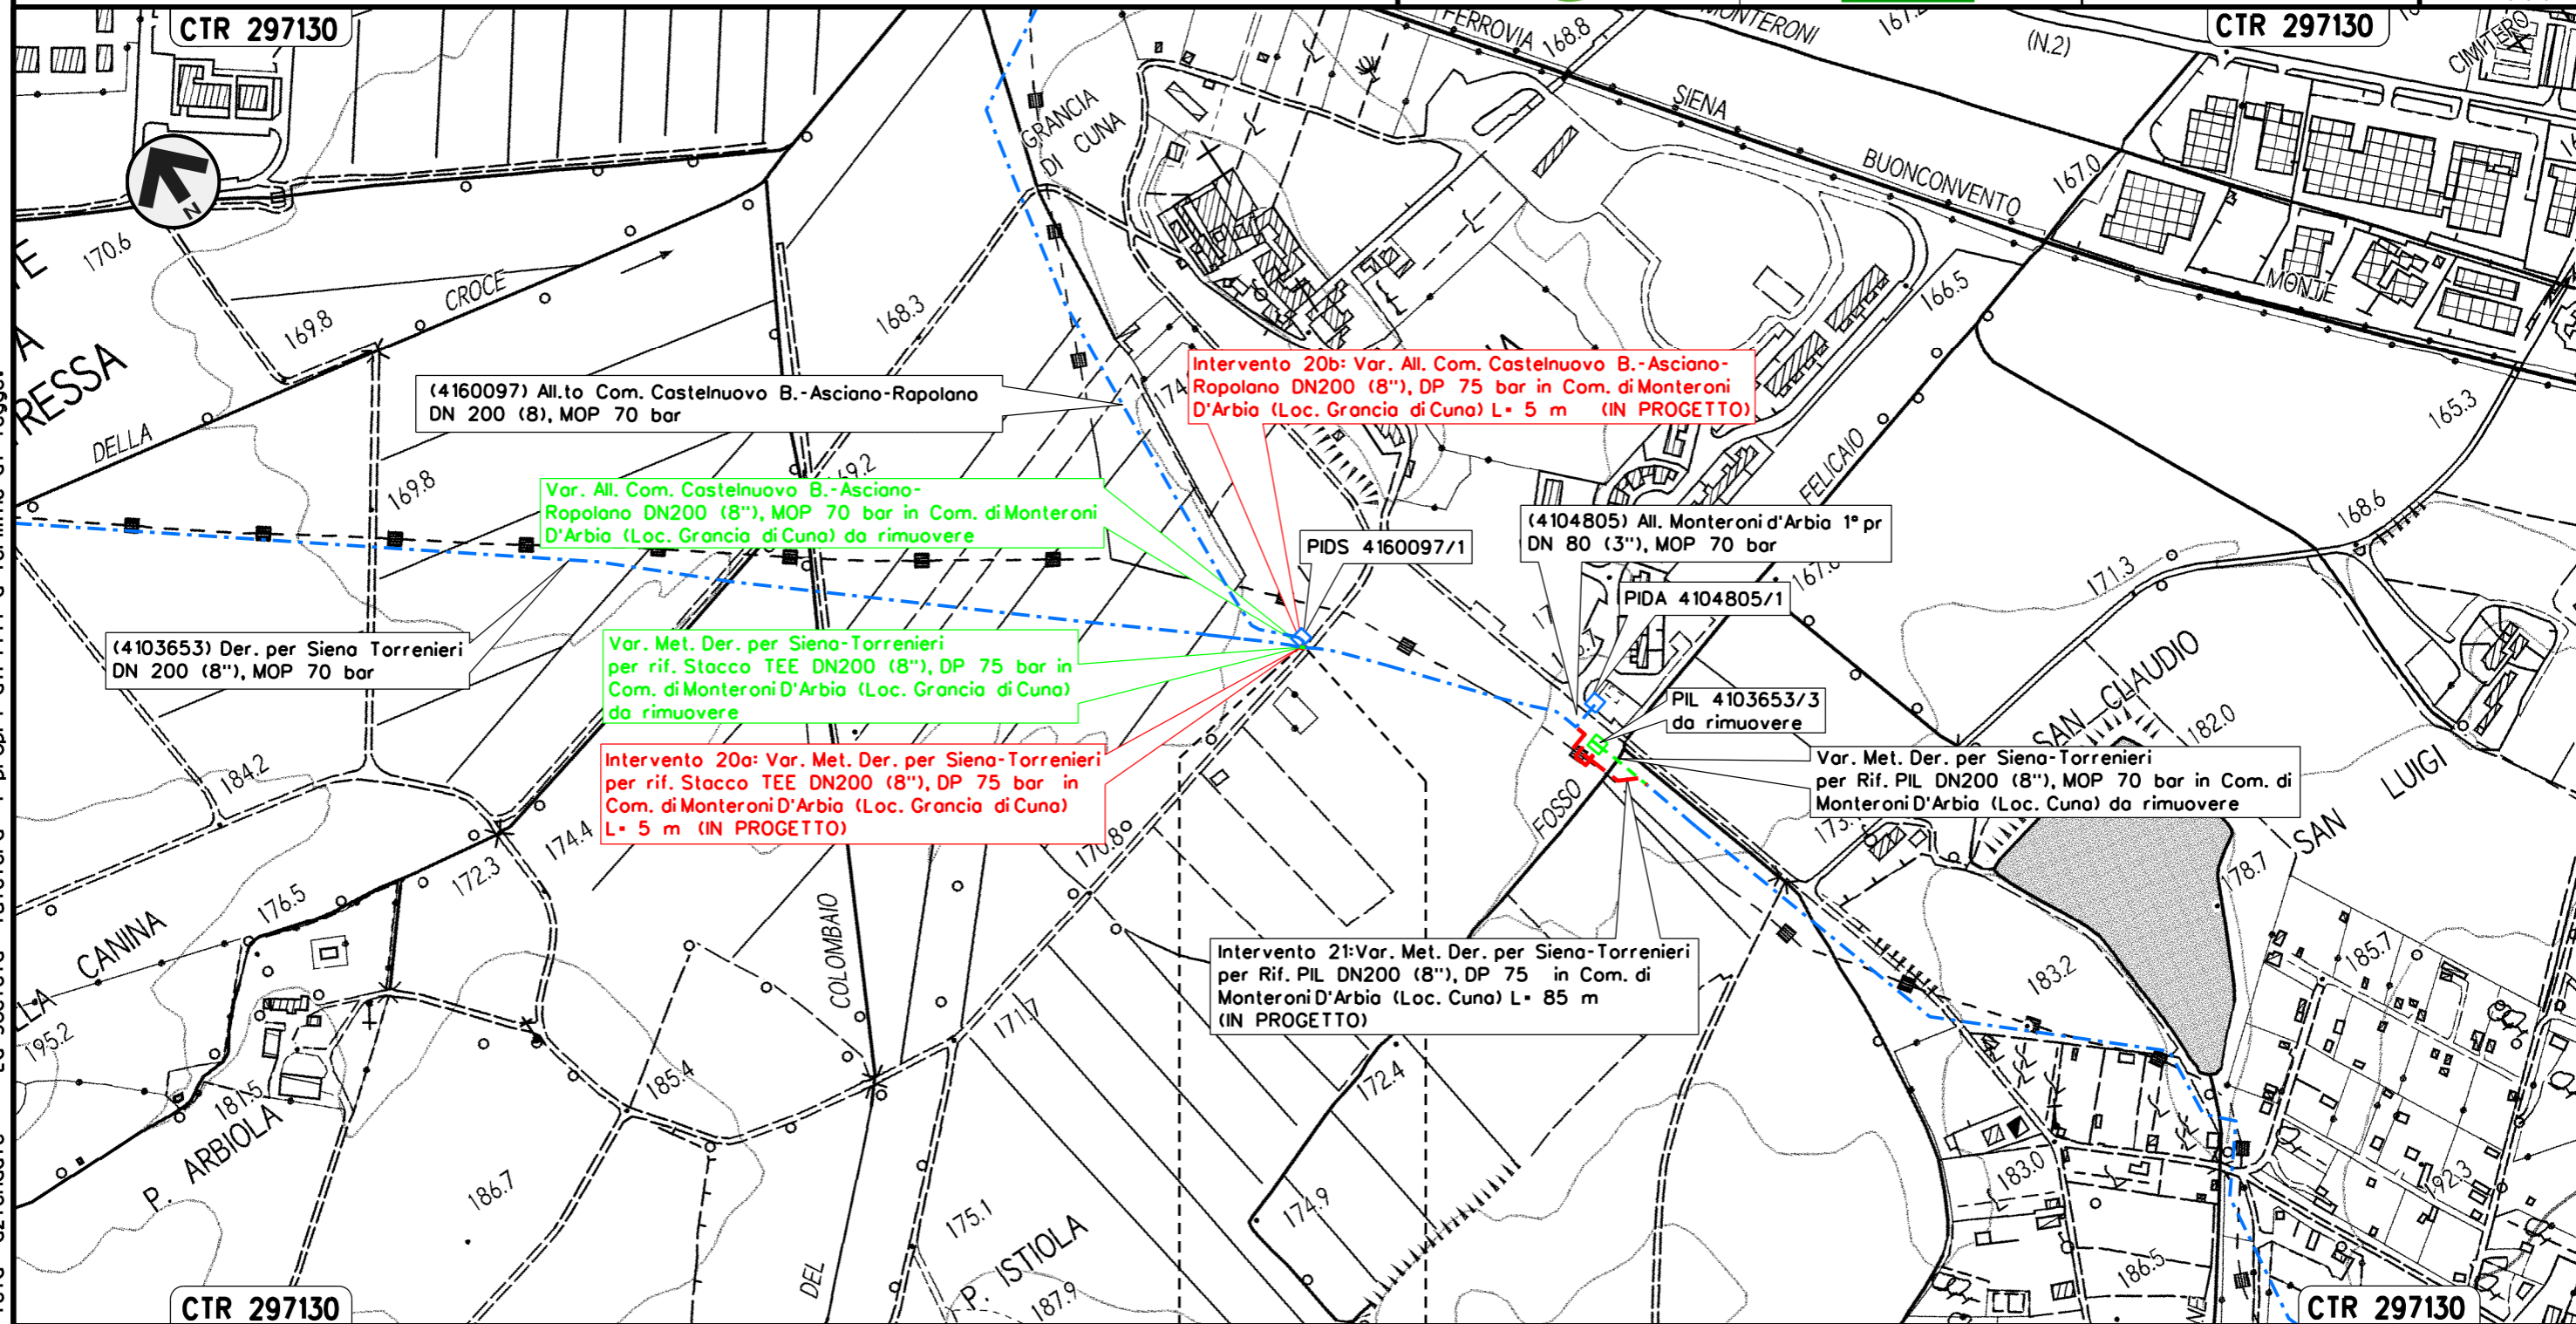 CTR 297130
CTR 297130
FERROVIA
168.8
MONTERONI
(N.2)
CIMITERO
SIENA
BUONCONVENTO
167.0
MONTE
GRANCIA
DI CUNA
N
170.6
169.8
CROCE
168.3
166.5
165.3
RESSA
DELLA
169.8
(4160097) All.to Com. Castelnuovo B.-Asciano-Rapolano
DN 200 (8), MOP 70 bar
Intervento 20b: Var. All. Com. Castelnuovo B.-Asciano-
Rapolano DN200 (8"), DP 75 bar in Com. di Monteroni
D'Arbia (Loc. Grancia di Cuna) L= 5 m (IN PROGETTO)
Var. All. Com. Castelnuovo B.-Asciano-
Rapolano DN200 (8"), MOP 70 bar in Com. di Monteroni
D'Arbia (Loc. Grancia di Cuna) da rimuovere
FELICAIO
168.6
171.3
PIDS 4160097/1
(4104805) All. Monteroni d'Arbia 1° pr
DN 80 (3"), MOP 70 bar
PIDA 4104805/1
(4103653) Der. per Siena Torrenieri
DN 200 (8"), MOP 70 bar
Var. Met. Der. per Siena-Torrenieri
per rif. Stacco TEE DN200 (8"), DP 75 bar in
Com. di Monteroni D'Arbia (Loc. Grancia di Cuna)
da rimuovere
PIL 4103653/3
da rimuovere
SAN CLAUDIO
182.0
SAN LUIGI
Intervento 20a: Var. Met. Der. per Siena-Torrenieri
per rif. Stacco TEE DN200 (8"), DP 75 bar in
Com. di Monteroni D'Arbia (Loc. Grancia di Cuna)
L= 5 m (IN PROGETTO)
Var. Met. Der. per Siena-Torrenieri
per Rif. PIL DN200 (8"), MOP 70 bar in Com. di
Monteroni D'Arbia (Loc. Cuna) da rimuovere
FOSSO
184.2
174.4
172.3
170.8
178.7
176.5
CANINA
195.2
COLOMBAIO
DEL
171.7
Intervento 21:Var. Met. Der. per Siena-Torrenieri
per Rif. PIL DN200 (8"), DP 75 in Com. di
Monteroni D'Arbia (Loc. Cuna) L= 85 m
(IN PROGETTO)
183.2
185.7
181.5
P. ARBIOLA
185.4
172.4
186.7
175.1
174.9
183.0
192.3
P. ISTIOLA
187.9
186.5
CTR 297130
CTR 297130